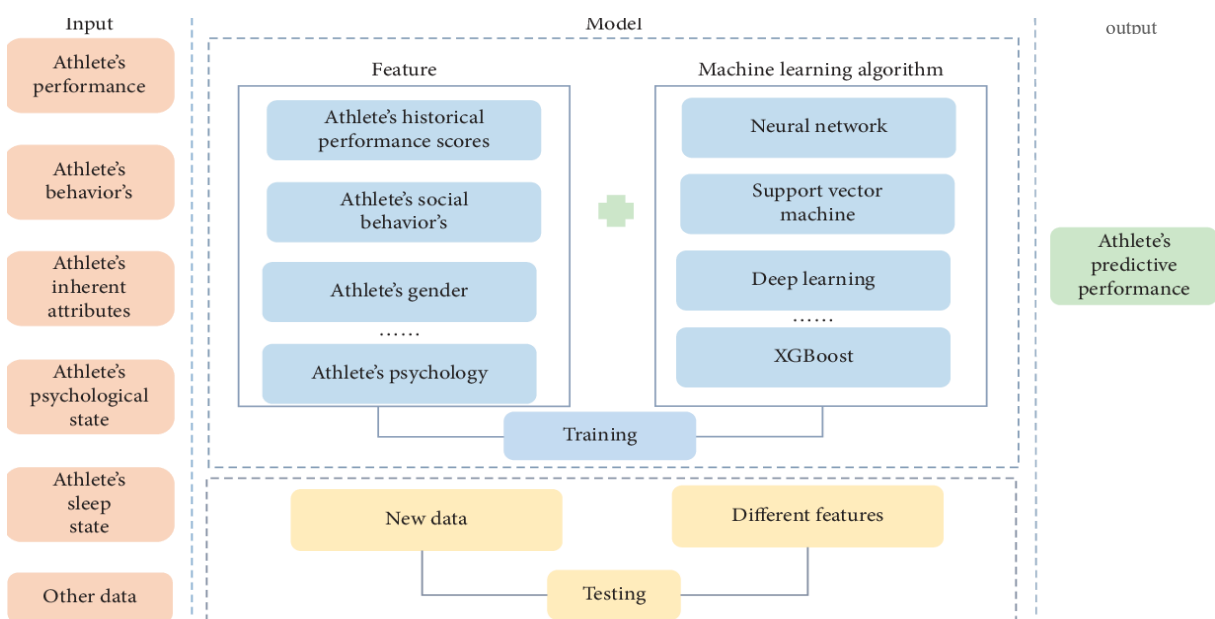 Input
Athlete's
performance
Athlete's
behavior's
Athlete's
inherent
attributes
Athlete's
psychological
state
Athlete's
sleep
state
Other data
Model
Feature
Athlete's historical
performance scores
Athlete's social
behavior's
Athlete's gender
......
Athlete's psychology
Machine learning algorithm
Neural network
Support vector
machine
Deep learning
......
XGBoost
Training
New data
Different features
Testing
output
Athlete's
predictive
performance